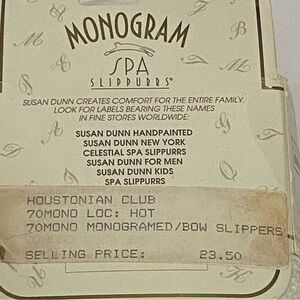 MONOGRAM
SPA
SLIPPURRS®
SUSAN DUNN CREATES COMFORT FOR THE ENTIRE FAMILY.
LOOK FOR LABELS BEARING THESE NAMES
IN FINE STORES WORLDWIDE:
SUSAN DUNN HANDPAINTED
SUSAN DUNN NEW YORK
CELESTIAL SPA SLIPPURRS
SUSAN DUNN FOR MEN
SUSAN DUNN KIDS
SPA SLIPPURRS
HOUSTONIAN CLUB
70MONO LOC: HOT
70MONO MONOGRAMED/BOW SLIPPERS
SELLING PRICE: 23.50